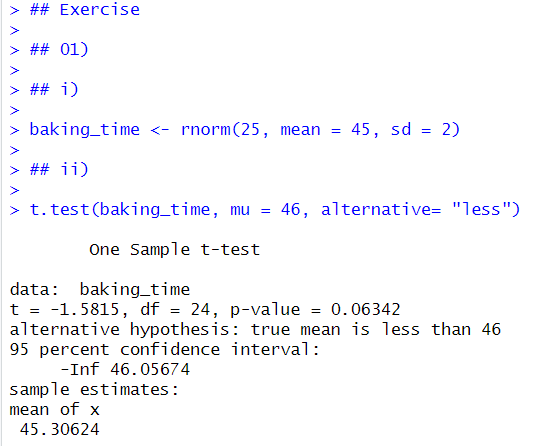 > ## Exercise
>
> ## 01)
>
> ## i)
>
> baking_time <- rnorm(25, mean = 45, sd = 2)
>
> ## ii)
>
> t.test(baking_time, mu = 46, alternative= "less")
One Sample t-test
data:  baking_time
t = -1.5815, df = 24, p-value = 0.06342
alternative hypothesis: true mean is less than 46
95 percent confidence interval:
-Inf 46.05674
sample estimates:
mean of x
45.30624